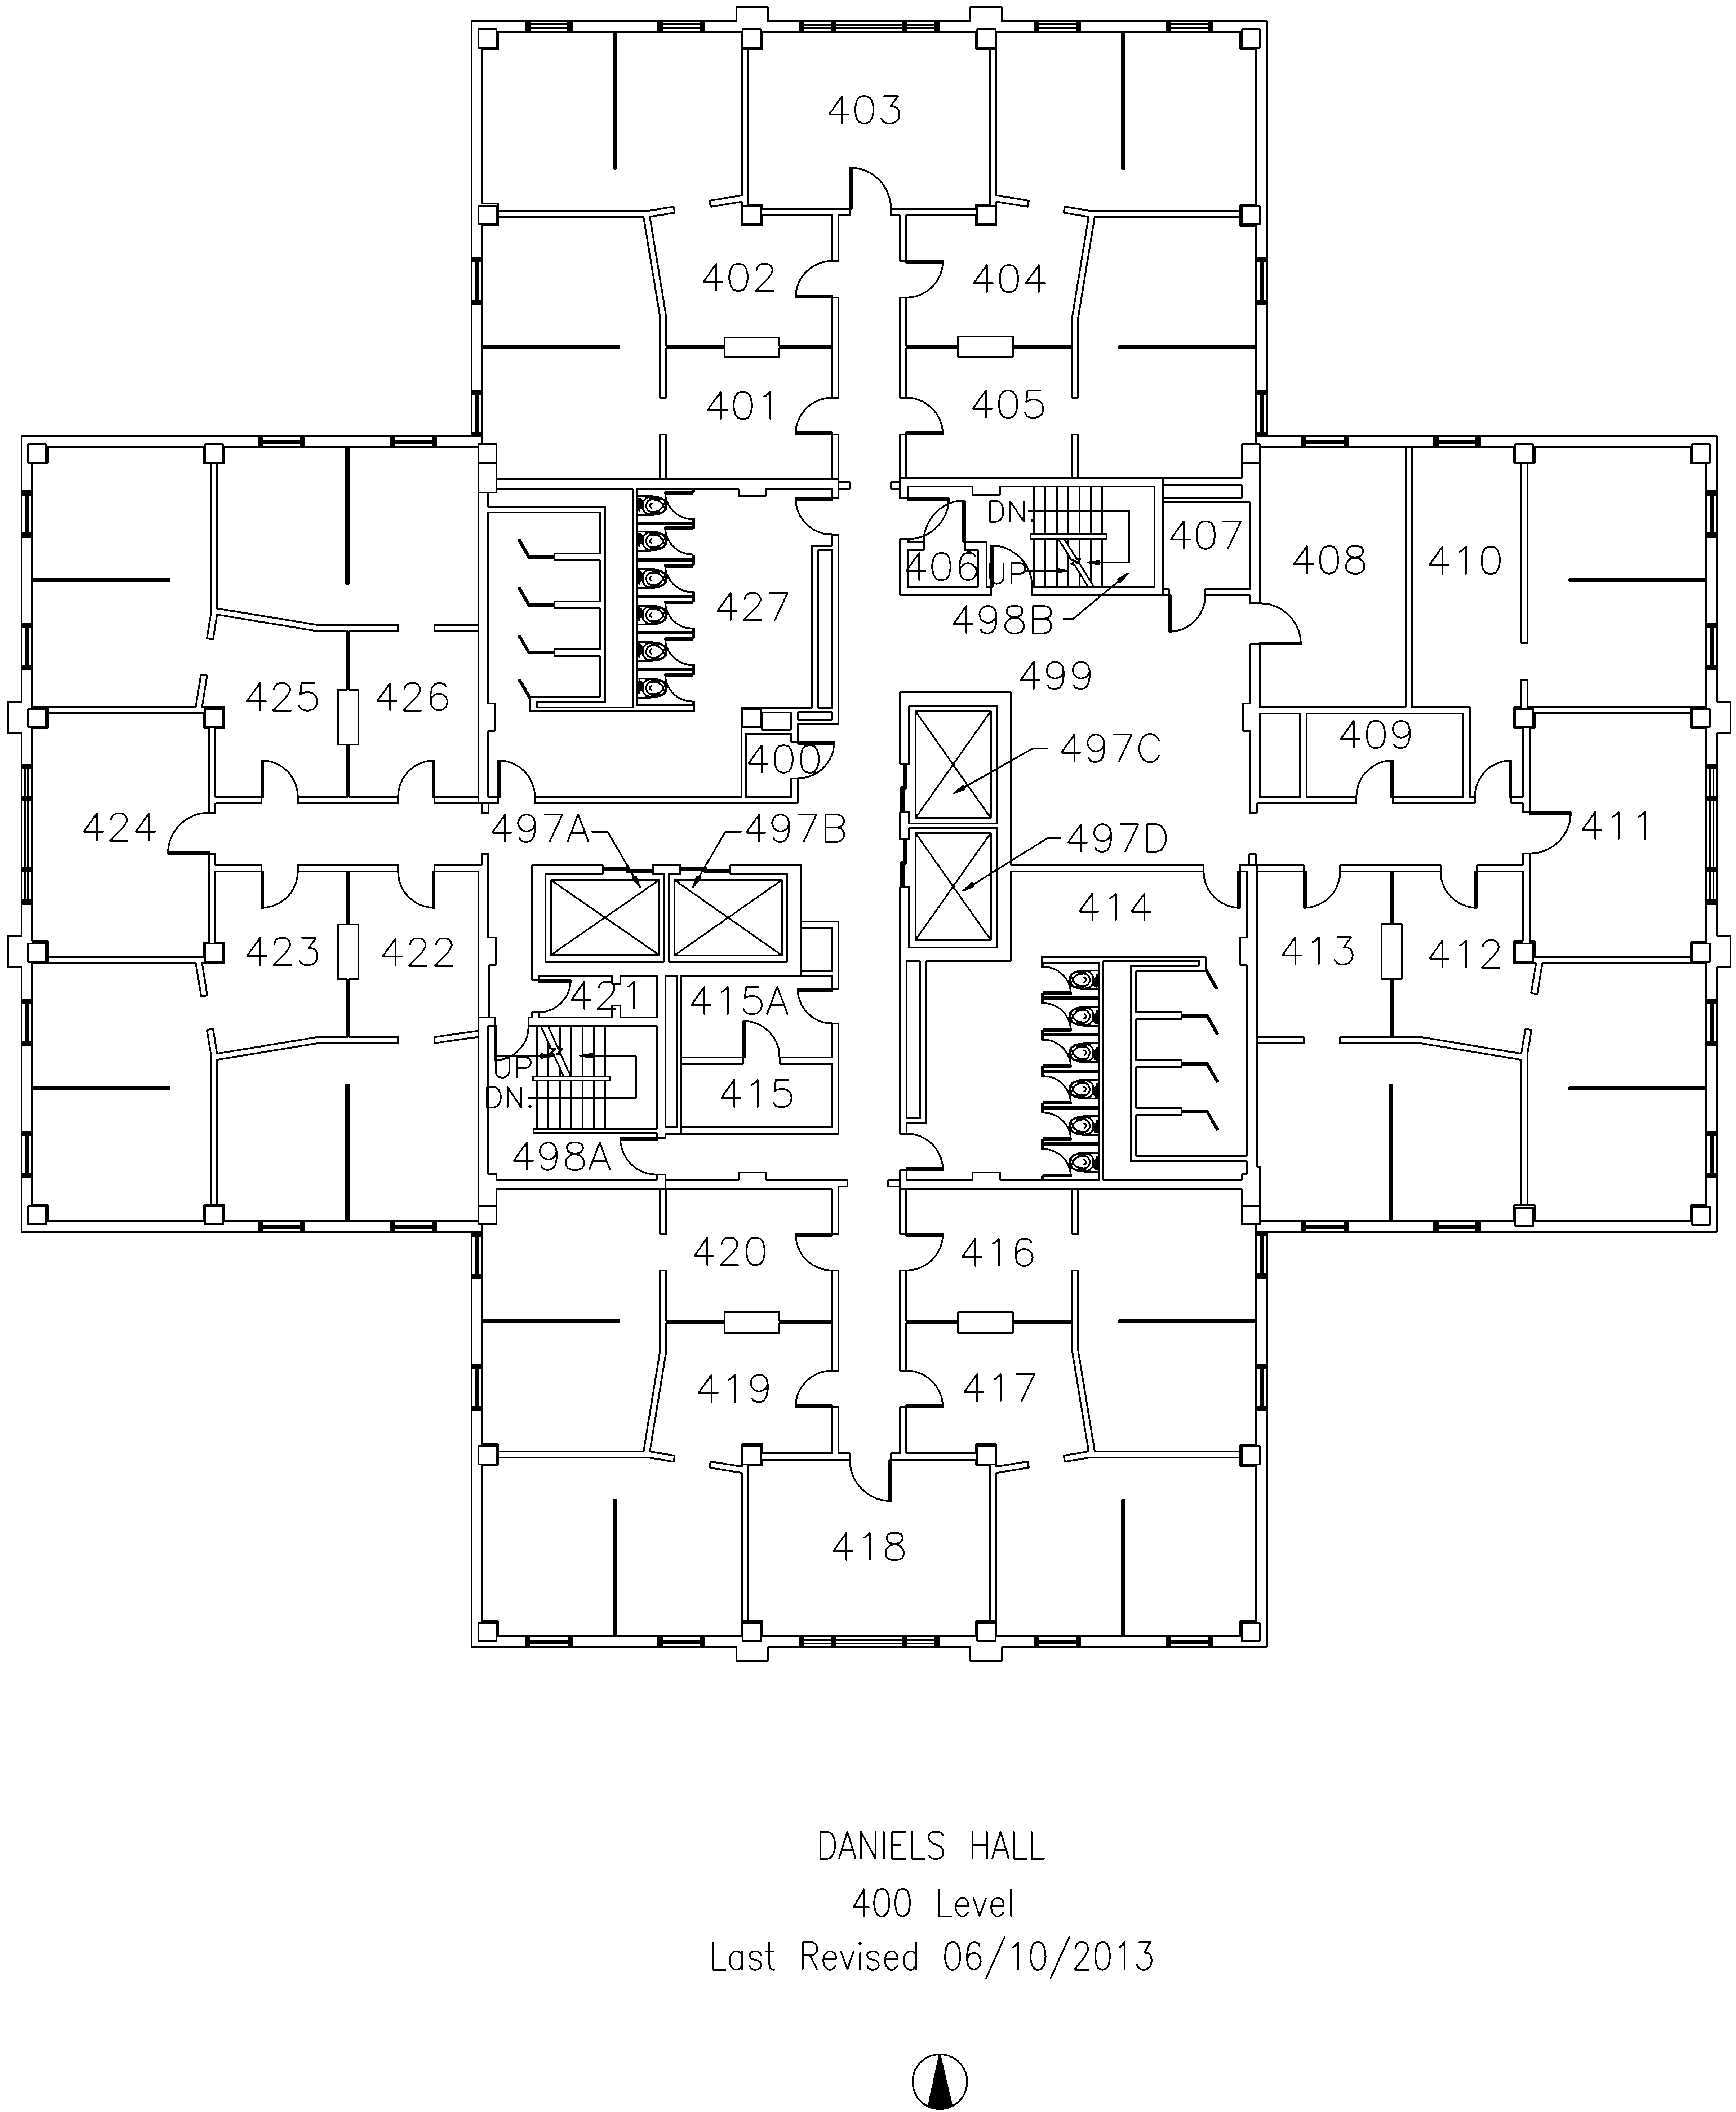 403
402
404
401
405
DN.
407
406
UP
408
410
427
498B
499
425
426
409
400
497C
424
497A
497B
497D
411
414
423
422
413
412
421
415A
UP
DN.
415
498A
420
416
419
417
418
DANIELS HALL
400 Level
Last Revised 06/10/2013